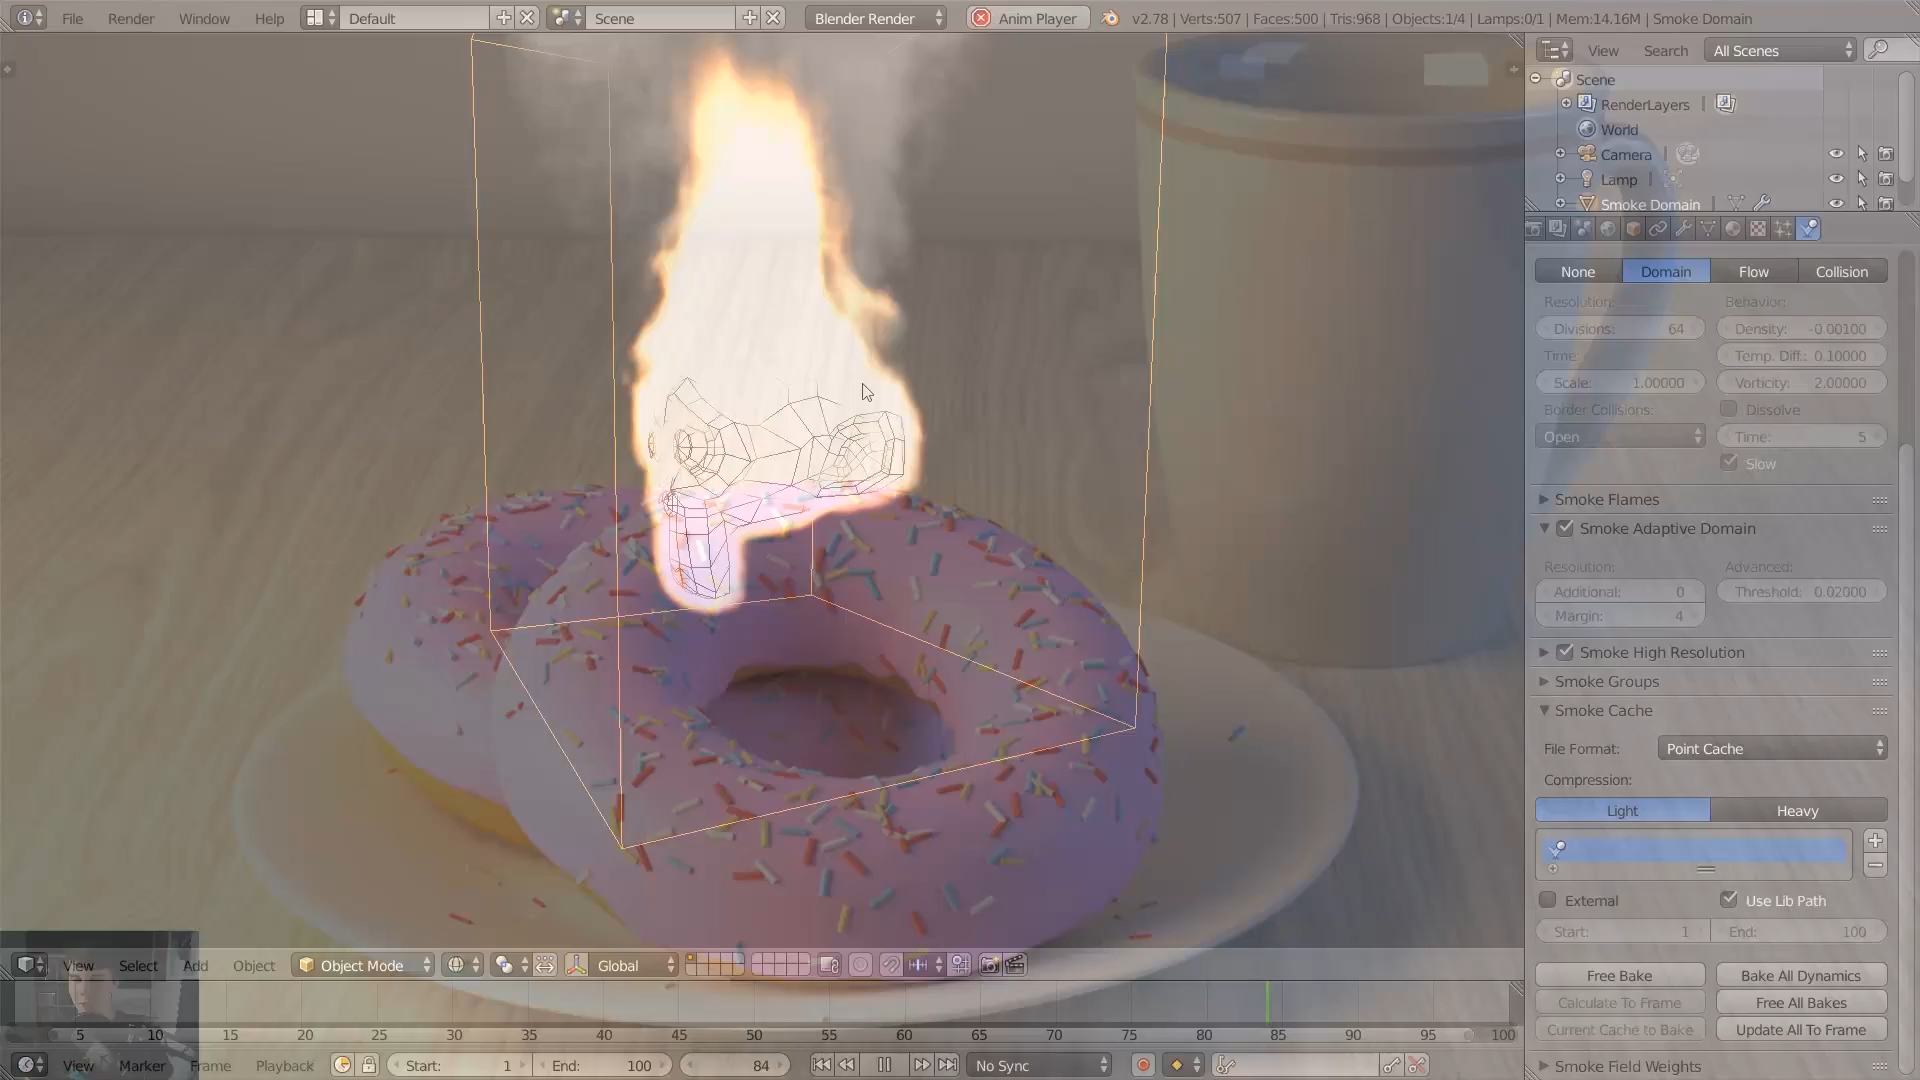 File Render Window Help Default Scene Blender Render Anim Player v2.78 | Verts:507 | Faces:500 | Tris:968 | Objects:1/4 | Lamps:0/1 | Mem:14.16M | Smoke Domain
View Search All Scenes
Scene
RenderLayers
World
Camera
Lamp
Smoke Domain
None Domain Flow Collision
Resolution: Behavior:
Divisions: 64 Density: -0.00100
Time: Temp. Diff.: 0.10000
Scale: 1.00000 Vorticity: 2.00000
Border Collisions: Dissolve
Open Time: 5
Slow
Smoke Flames
Smoke Adaptive Domain
Resolution: Advanced:
Additional: 0 Threshold: 0.02000
Margin: 4
Smoke High Resolution
Smoke Groups
Smoke Cache
File Format: Point Cache
Compression:
Light Heavy
External Use Lib Path
Start: 1 End: 100
Free Bake Bake All Dynamics
Calculate To Frame Free All Bakes
Current Cache to Bake Update All To Frame
Smoke Field Weights
View Select Add Object Object Mode Global
5 10 15 20 25 30 35 40 45 50 55 60 65 70 75 80 85 90 95 100
View Marker Frame Playback Start: 1 End: 100 84 No Sync